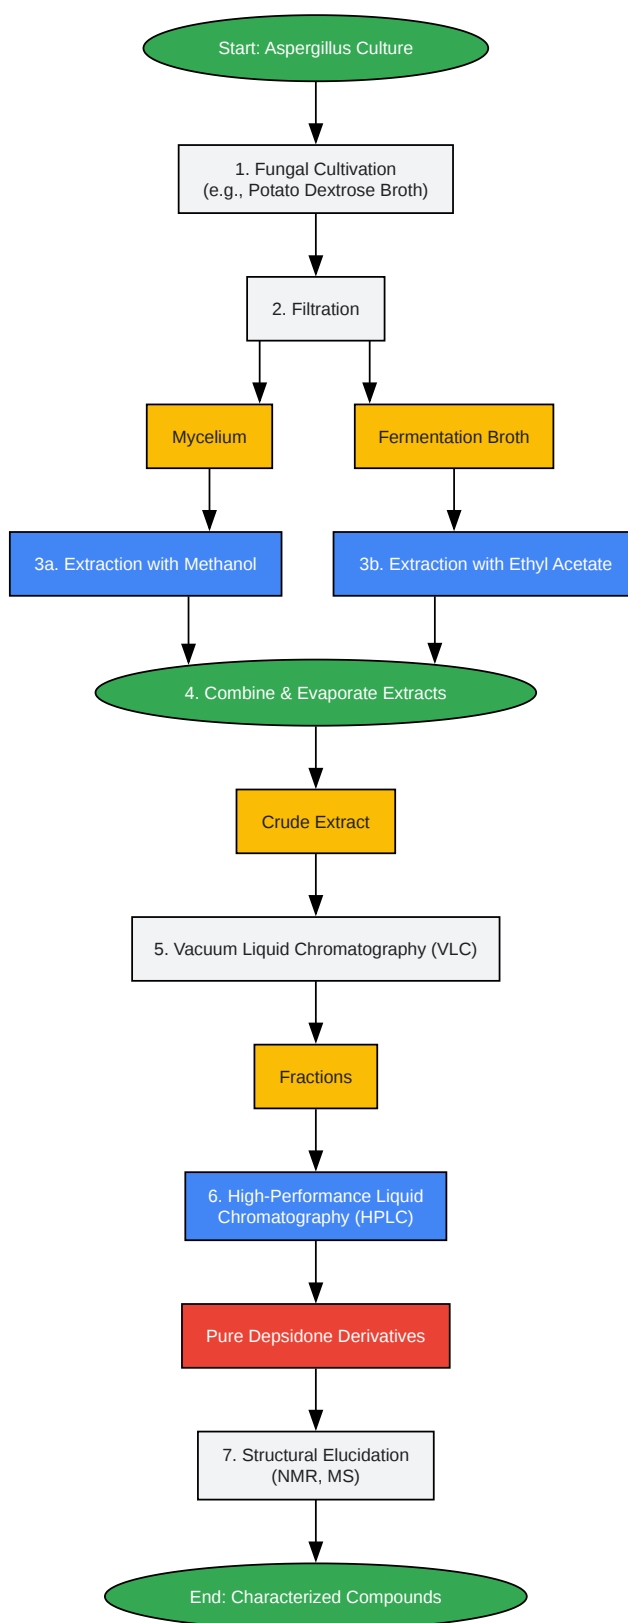 Start: Aspergillus Culture
1. Fungal Cultivation
(e.g., Potato Dextrose Broth)
2. Filtration
Mycelium
Fermentation Broth
3a. Extraction with Methanol
3b. Extraction with Ethyl Acetate
4. Combine & Evaporate Extracts
Crude Extract
5. Vacuum Liquid Chromatography (VLC)
Fractions
6. High-Performance Liquid
Chromatography (HPLC)
Pure Depsidone Derivatives
7. Structural Elucidation
(NMR, MS)
End: Characterized Compounds